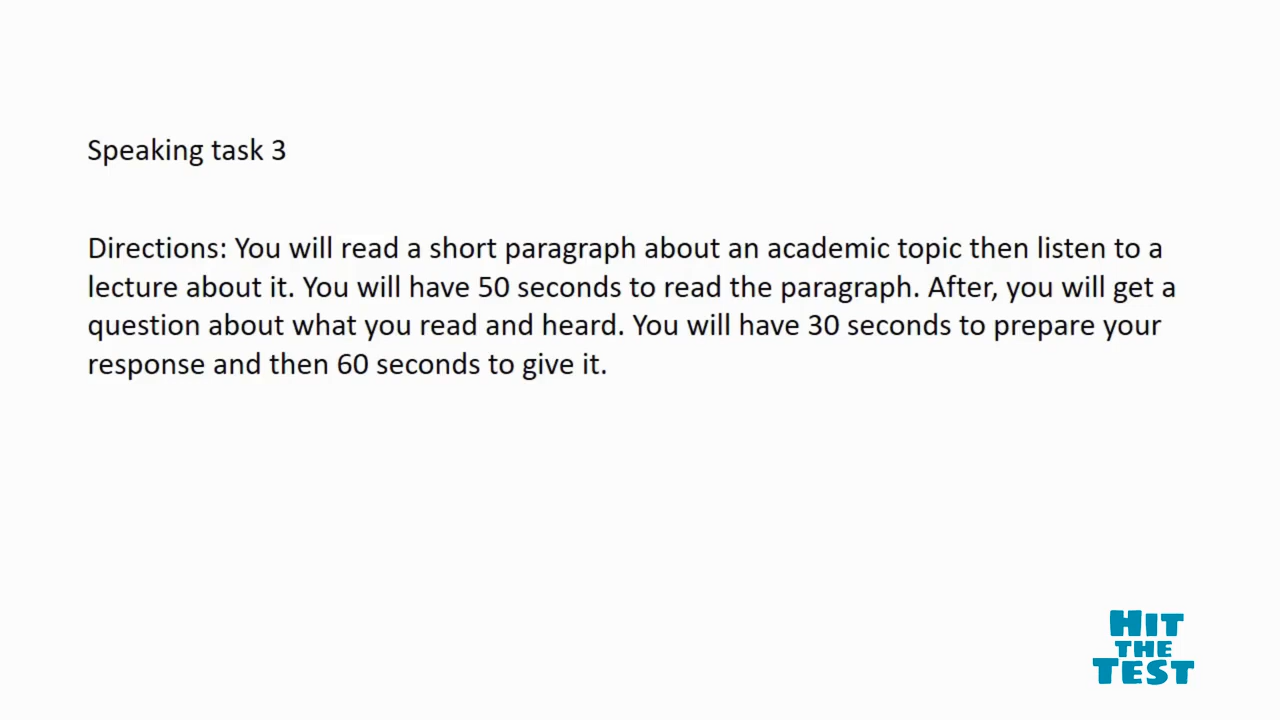 Speaking task 3
Directions: You will read a short paragraph about an academic topic then listen to a
lecture about it. You will have 50 seconds to read the paragraph. After, you will get a
question about what you read and heard. You will have 30 seconds to prepare your
response and then 60 seconds to give it.
HIT
THE
TEST